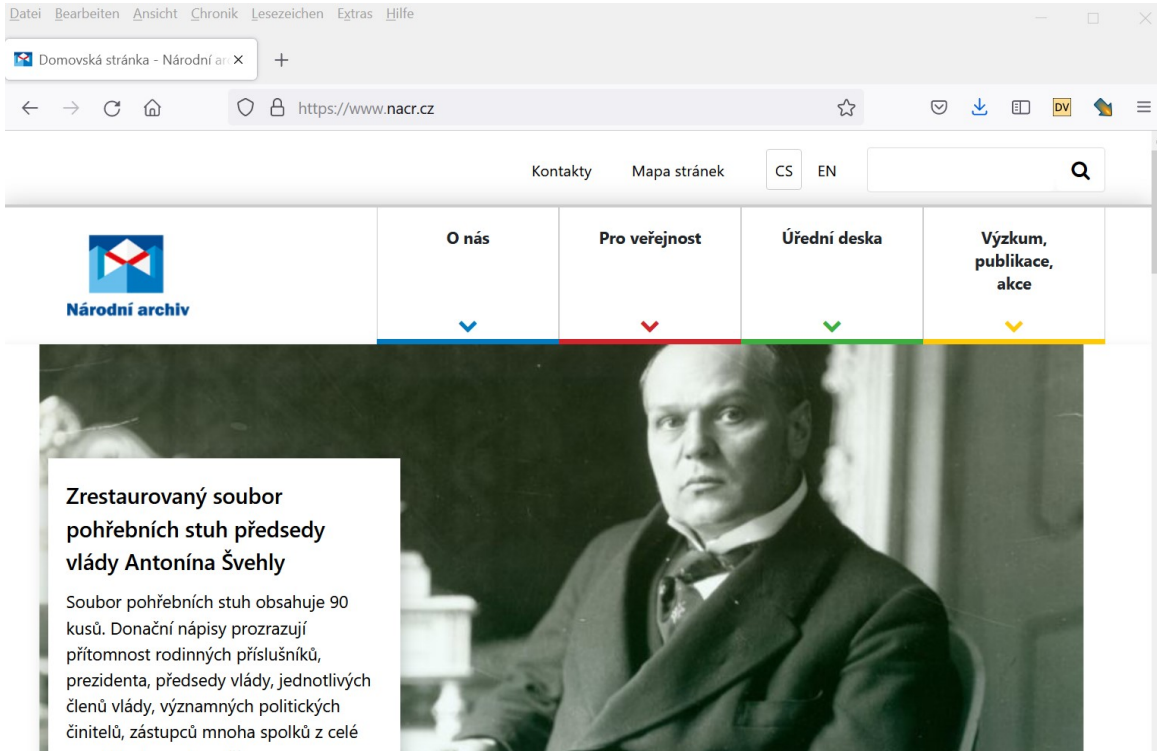 Datei Bearbeiten Ansicht Chronik Lesezeichen Extras Hilfe
Domovská stránka - Národní ar
https://www.nacr.cz
DV
Kontakty Mapa stránek CS EN
Národní archiv
O nás
Pro veřejnost
Úřední deska
Výzkum,
publikace,
akce
Zrestaurovaný soubor
pohřebních stuh předsedy
vlády Antonína Švehly
Soubor pohřebních stuh obsahuje 90
kusů. Donační nápisy prozrazují
přítomnost rodinných příslušníků,
prezidenta, předsedy vlády, jednotlivých
členů vlády, významných politických
činitelů, zástupců mnoha spolků z celé